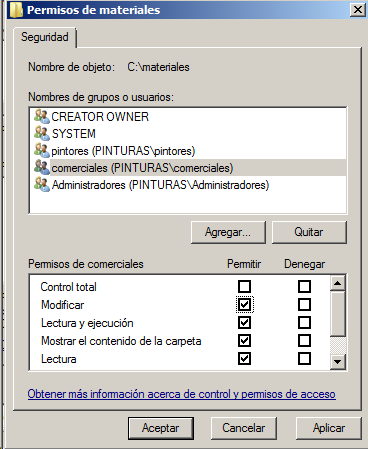 Permisos de materiales
Seguridad
Nombre de objeto: C:\materiales
Nombres de grupos o usuarios:
CREATOR OWNER
SYSTEM
pintores (PINTURAS\pintores)
comerciales (PINTURAS\comerciales)
Administradores (PINTURAS\Administradores)
Agregar... Quitar
Permisos de comerciales Permitir Denegar
Control total
Modificar
Lectura y ejecución
Mostrar el contenido de la carpeta
Lectura
Obtener más información acerca de control y permisos de acceso
Aceptar Cancelar Aplicar